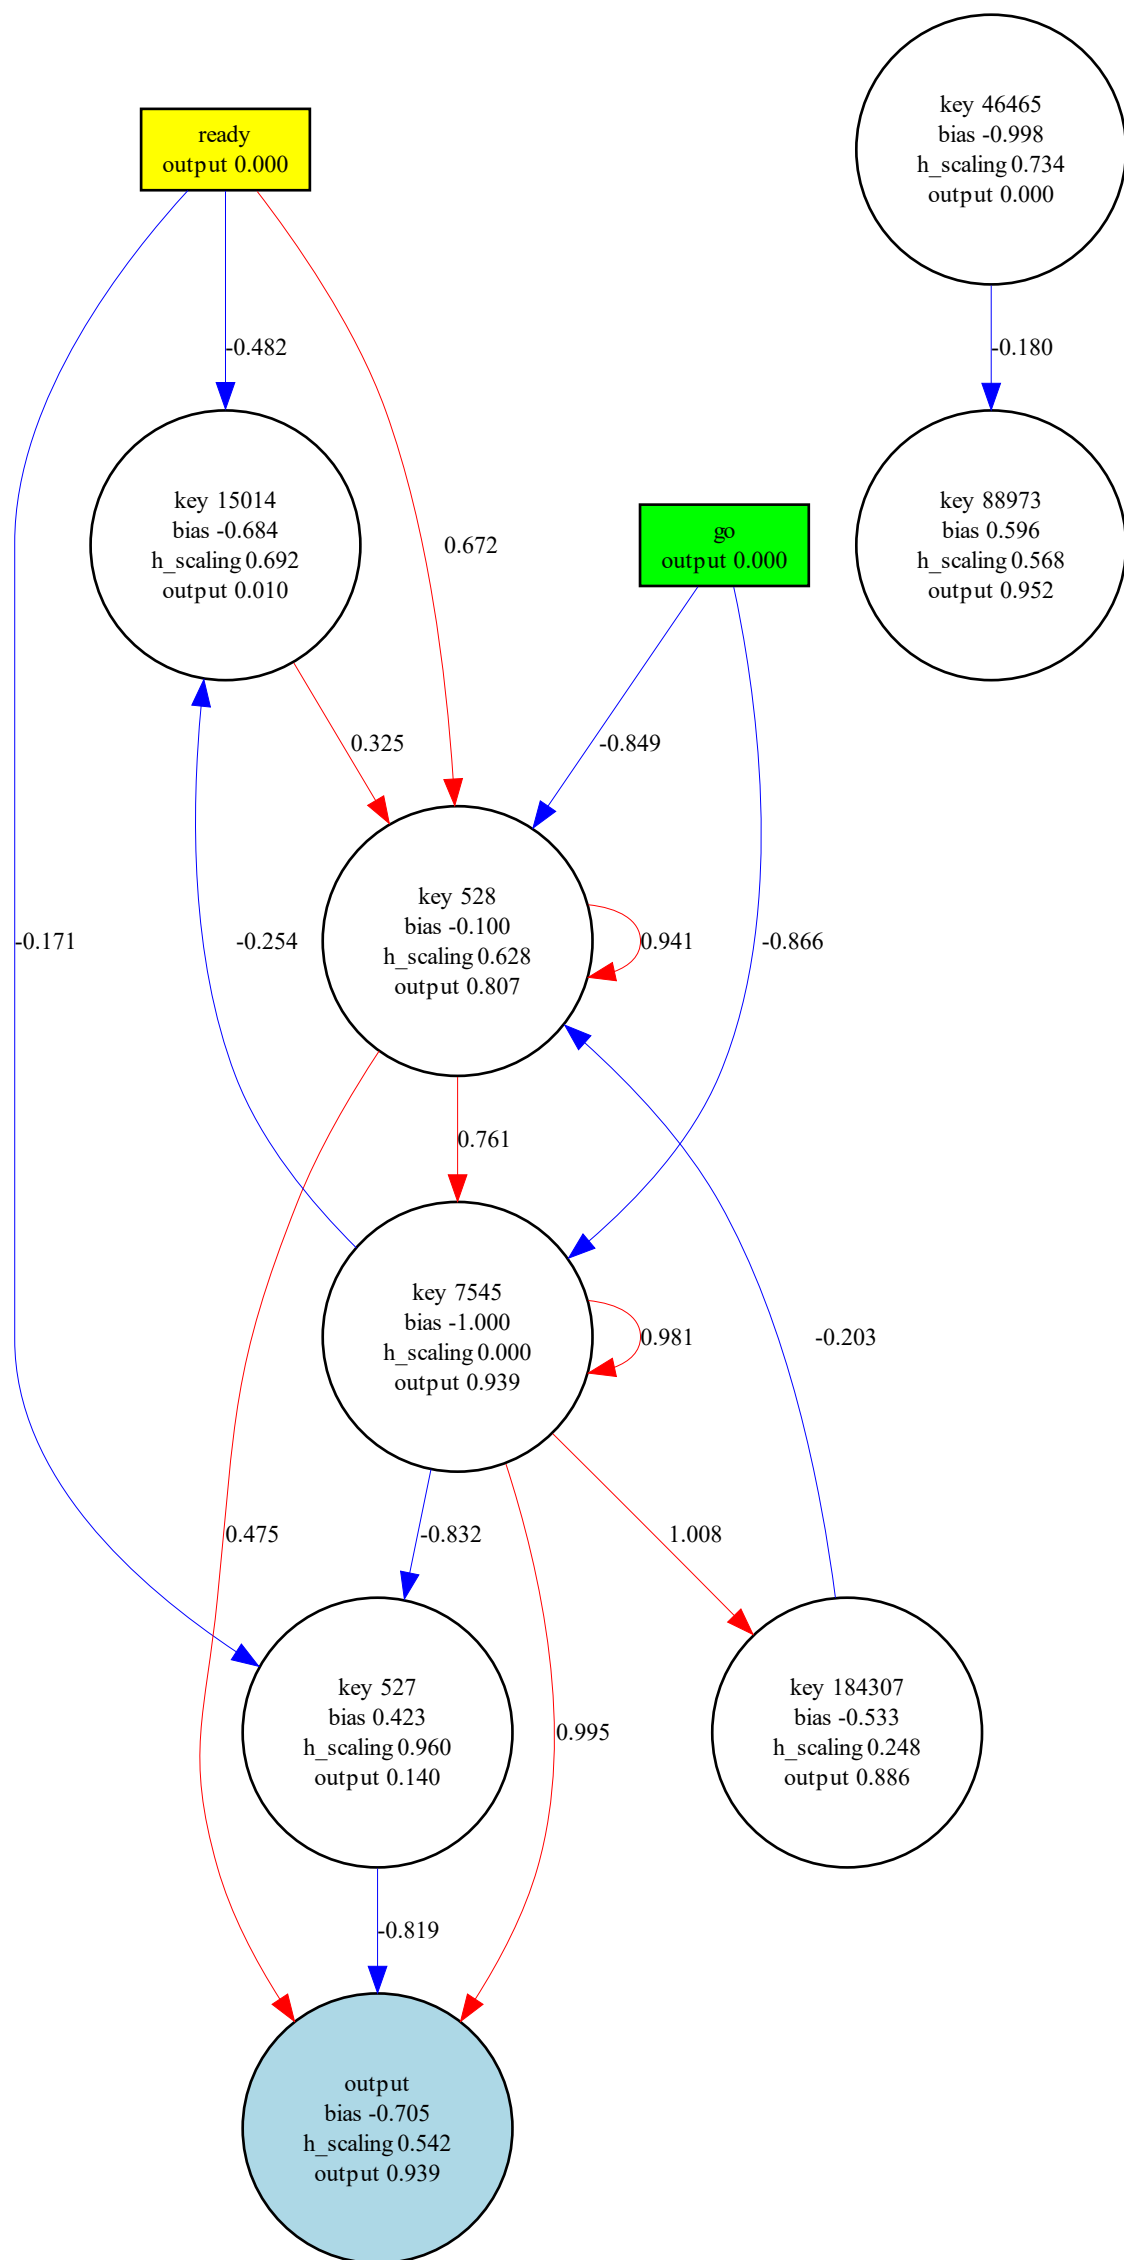 key 46465
bias -0.998
h_scaling 0.734
output 0.000
ready
output 0.000
-0.482
-0.180
key 15014
bias -0.684
h_scaling 0.692
output 0.010
0.672
go
output 0.000
key 88973
bias 0.596
h_scaling 0.568
output 0.952
0.325
-0.849
-0.171
-0.254
key 528
bias -0.100
h_scaling 0.628
output 0.807
0.941
-0.866
0.761
key 7545
bias -1.000
h_scaling 0.000
output 0.939
0.981
-0.203
0.475
-0.832
1.008
key 527
bias 0.423
h_scaling 0.960
output 0.140
0.995
key 184307
bias -0.533
h_scaling 0.248
output 0.886
-0.819
output
bias -0.705
h_scaling 0.542
output 0.939